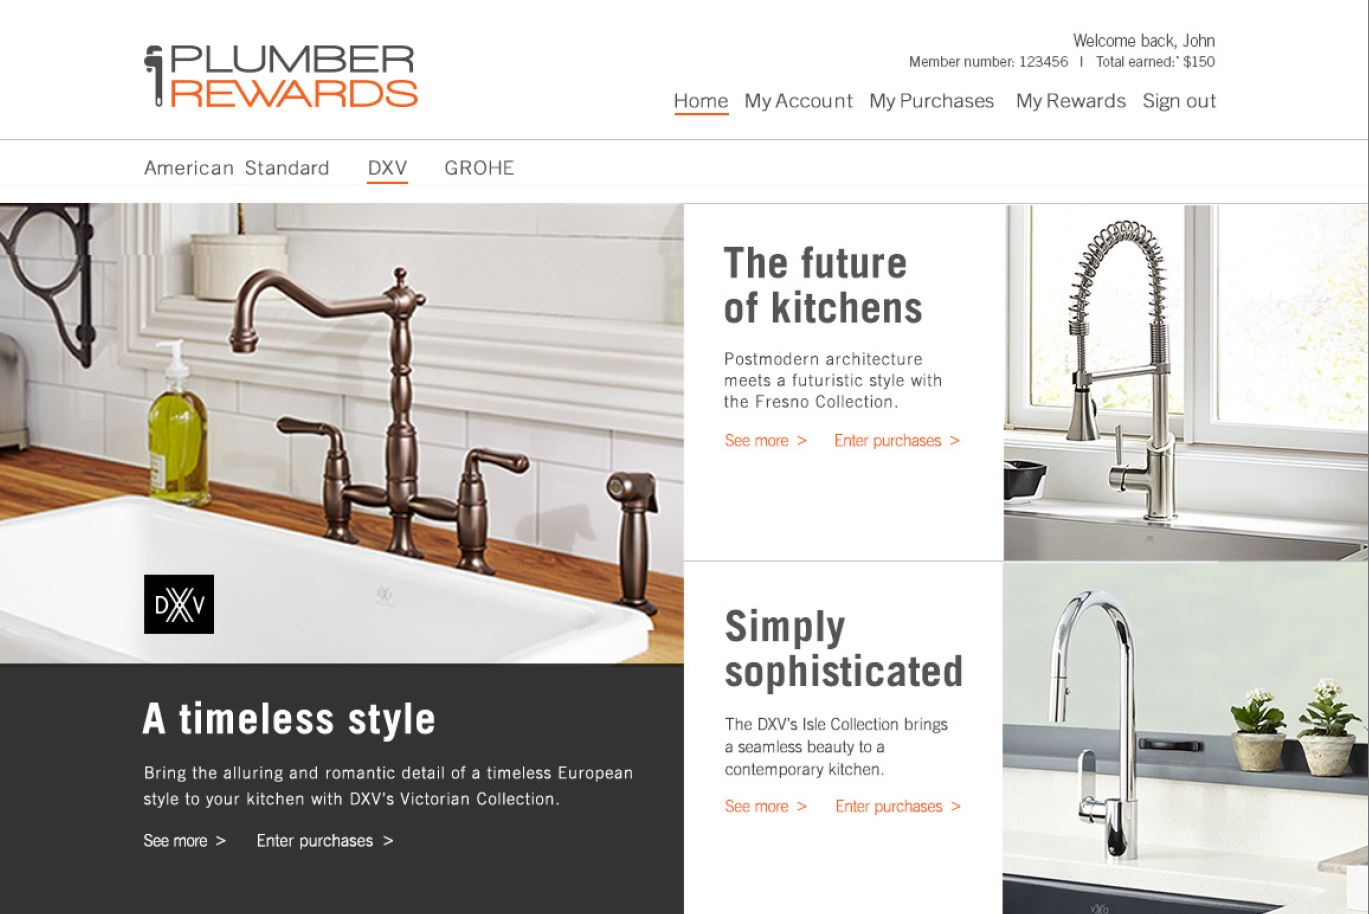 PLUMBER
REWARDS
Welcome back, John
Member number: 123456 | Total earned:* $150
Home My Account My Purchases My Rewards Sign out
American Standard DXV GROHE
DXV
A timeless style
Bring the alluring and romantic detail of a timeless European
style to your kitchen with DXV's Victorian Collection.
See more > Enter purchases >
The future
of kitchens
Postmodern architecture
meets a futuristic style with
the Fresno Collection.
See more > Enter purchases >
Simply
sophisticated
The DXV's Isle Collection brings
a seamless beauty to a
contemporary kitchen.
See more > Enter purchases >